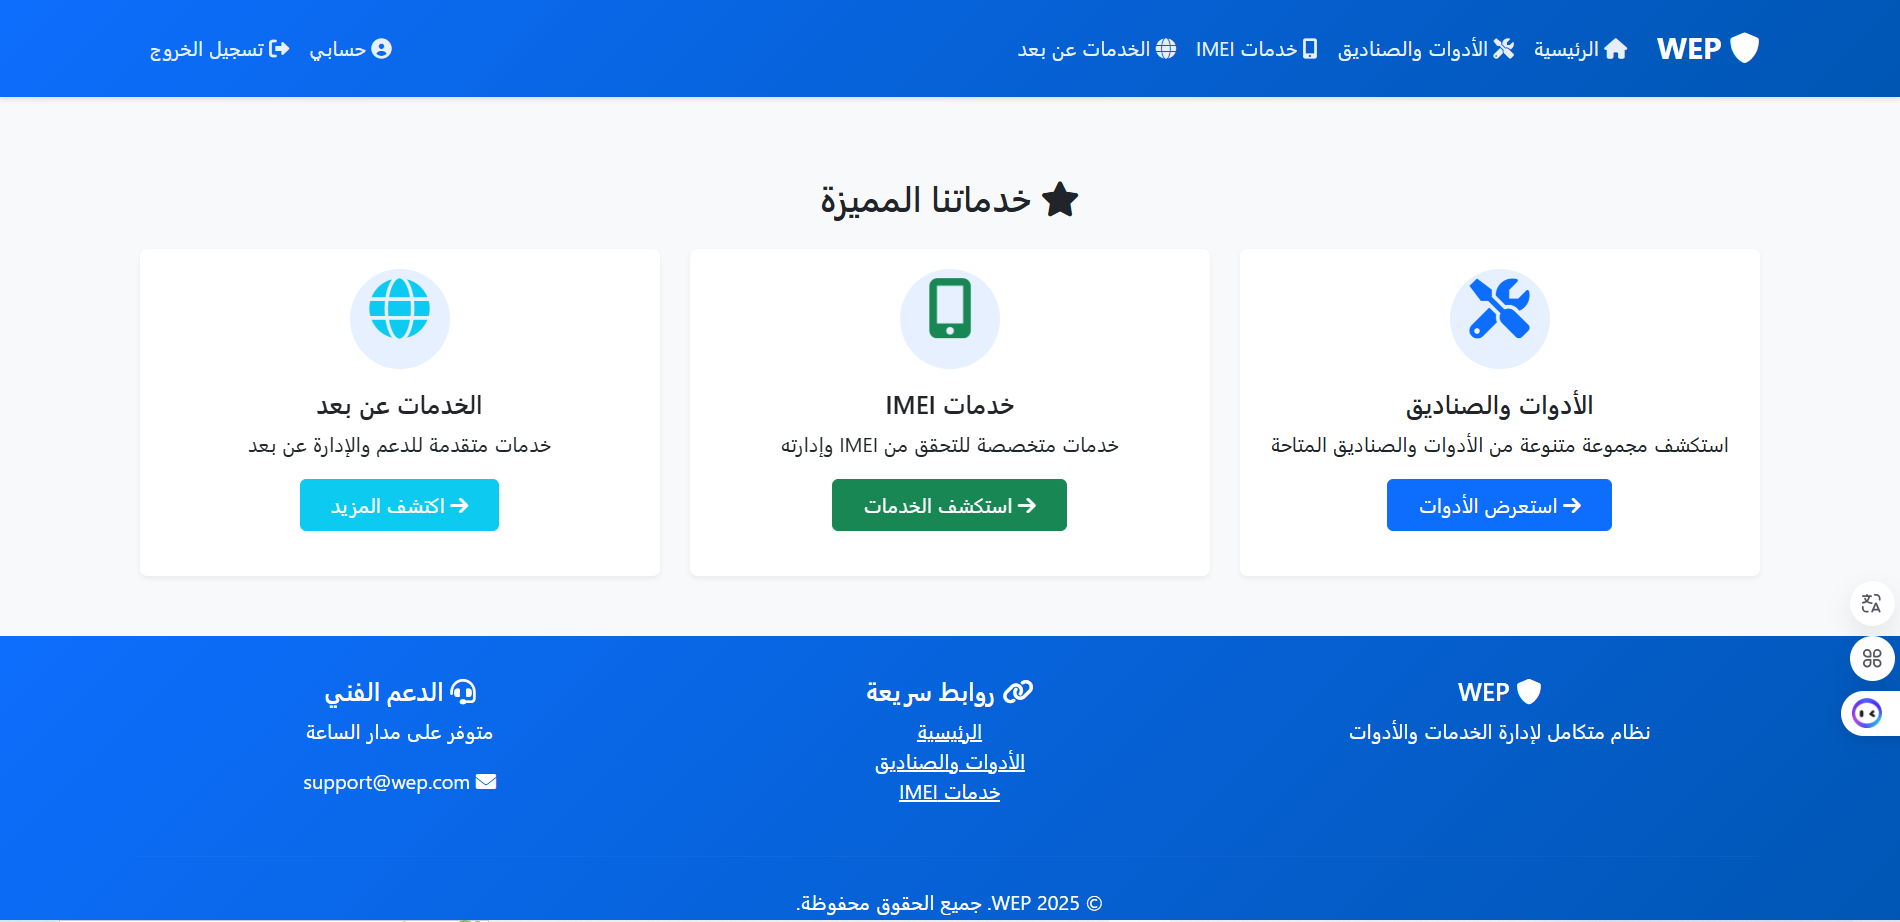 WEP
الرئيسية
الأدوات والصناديق
خدمات IMEI
الخدمات عن بعد
حسابي
تسجيل الخروج
خدماتنا المميزة
الأدوات والصناديق
استكشف مجموعة متنوعة من الأدوات والصناديق المتاحة
استعرض الأدوات
خدمات IMEI
خدمات متخصصة للتحقق من IMEI وإدارته
استكشف الخدمات
الخدمات عن بعد
خدمات متقدمة للدعم والإدارة عن بعد
اكتشف المزيد
WEP
نظام متكامل لإدارة الخدمات والأدوات
روابط سريعة
الرئيسية
الأدوات والصناديق
خدمات IMEI
الدعم الفني
متوفر على مدار الساعة
support@wep.com
© 2025 WEP. جميع الحقوق محفوظة.